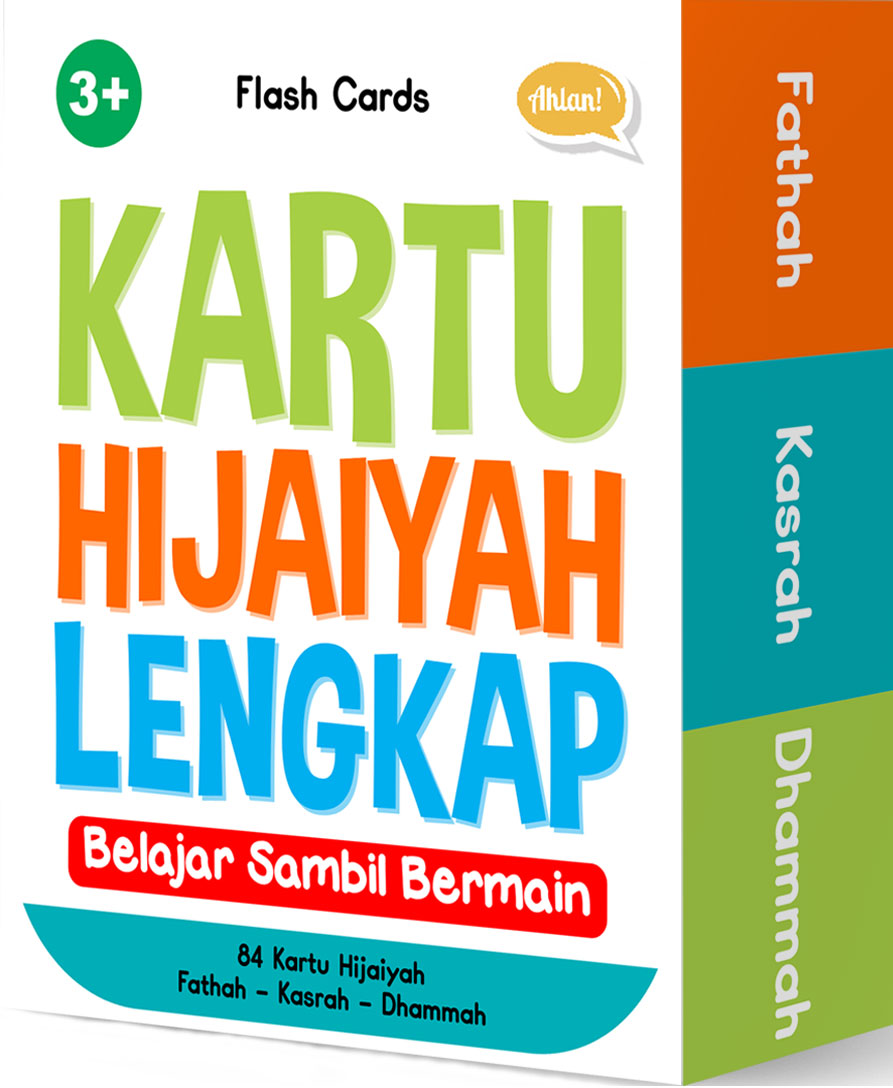 3+
Flash Cards
Ahlan!
KARTU
HIJAIYAH
LENGKAP
Belajar Sambil Bermain
84 Kartu Hijaiyah
Fathah - Kasrah - Dhammah
Fathah
Kasrah
Dhammah